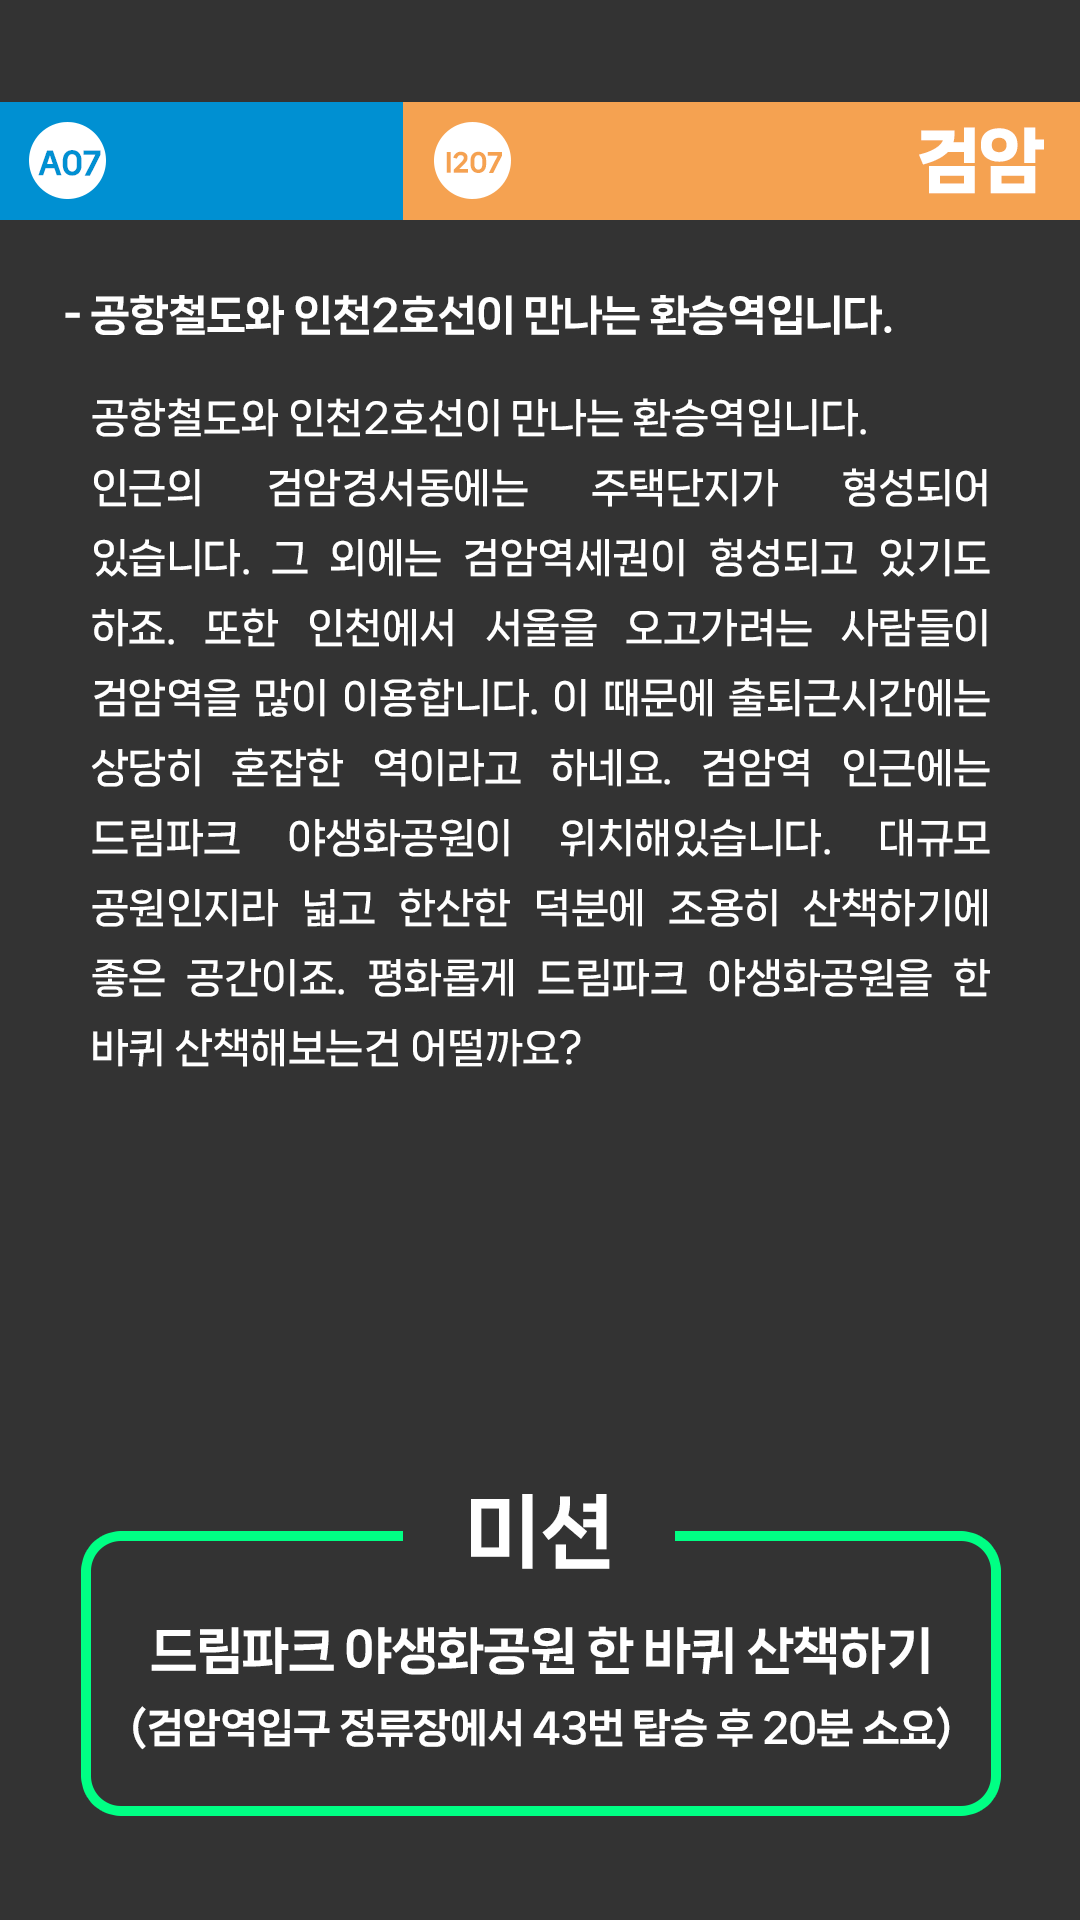 A07
I207
검암
- 공항철도와 인천2호선이 만나는 환승역입니다.
공항철도와 인천2호선이 만나는 환승역입니다.
인근의 검암경서동에는 주택단지가 형성되어
있습니다. 그 외에는 검암역세권이 형성되고 있기도
하죠. 또한 인천에서 서울을 오고가려는 사람들이
검암역을 많이 이용합니다. 이 때문에 출퇴근시간에는
상당히 혼잡한 역이라고 하네요. 검암역 인근에는
드림파크 야생화공원이 위치해있습니다. 대규모
공원인지라 넓고 한산한 덕분에 조용히 산책하기에
좋은 공간이죠. 평화롭게 드림파크 야생화공원을 한
바퀴 산책해보는건 어떨까요?
미션
드림파크 야생화공원 한 바퀴 산책하기
(검암역입구 정류장에서 43번 탑승 후 20분 소요)